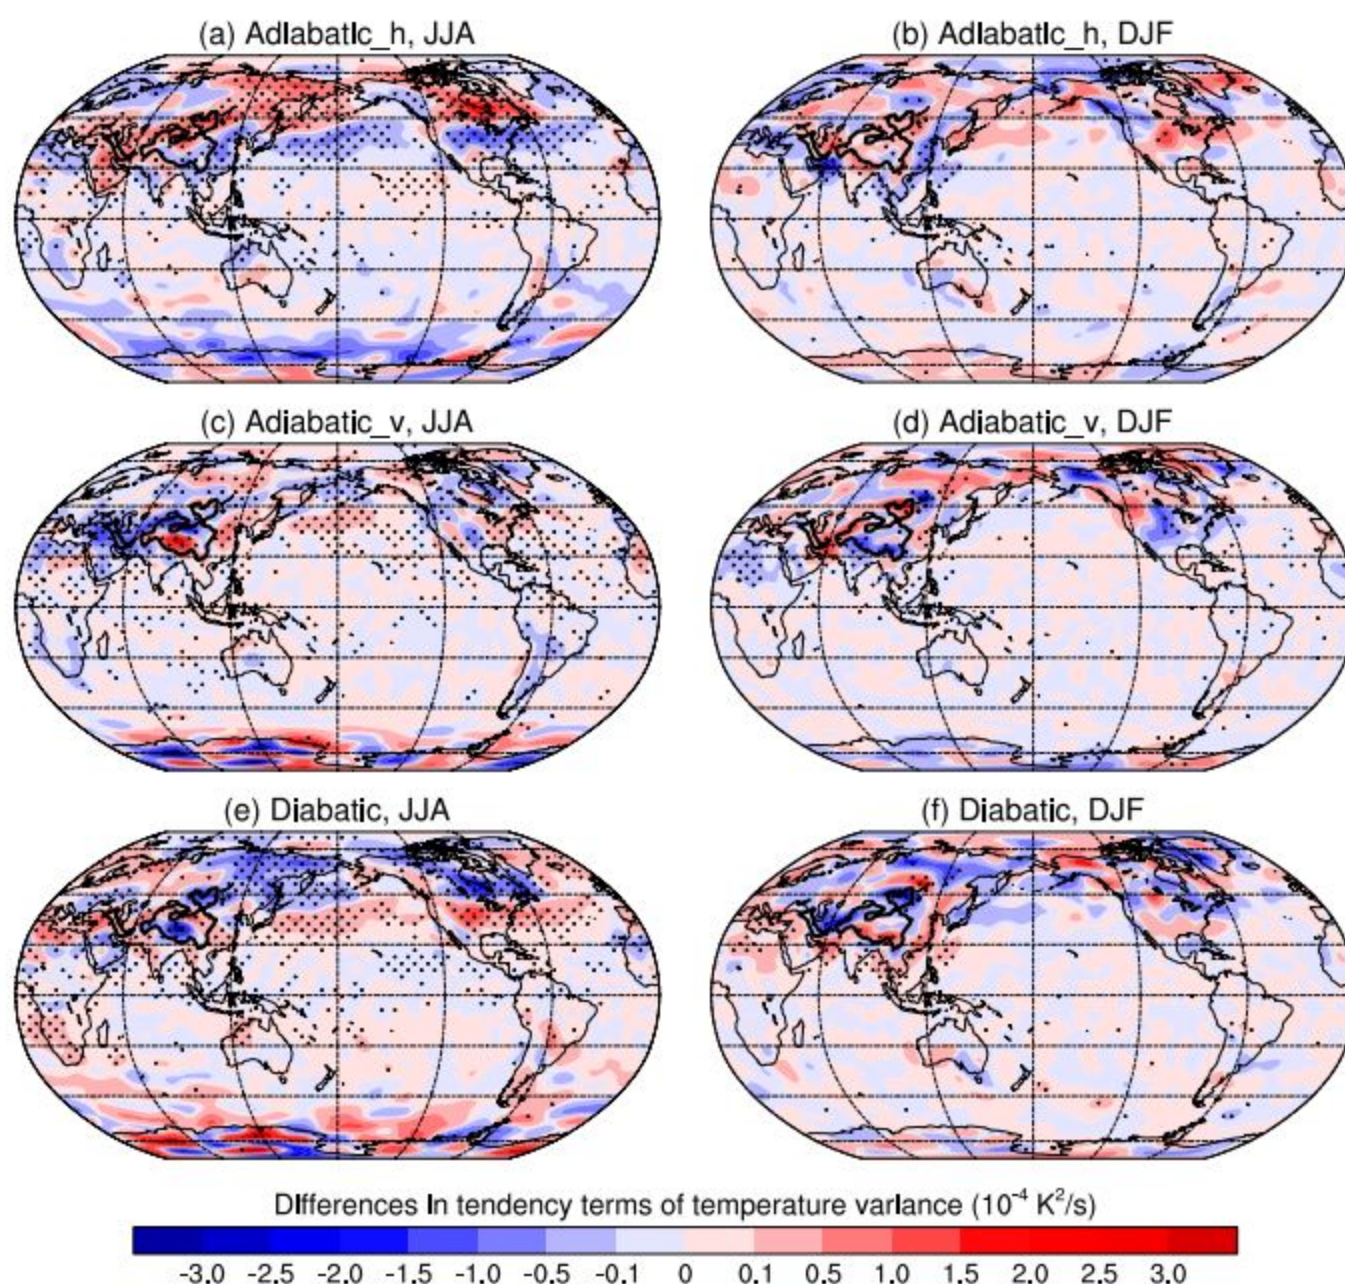 (a) Adiabatic_h, JJA
(b) Adiabatic_h, DJF
(c) Adiabatic_v, JJA
(d) Adiabatic_v, DJF
(e) Diabatic, JJA
(f) Diabatic, DJF
Differences in tendency terms of temperature variance (10⁻⁴ K²/s)
-3.0 -2.5 -2.0 -1.5 -1.0 -0.5 -0.1 0 0.1 0.5 1.0 1.5 2.0 2.5 3.0